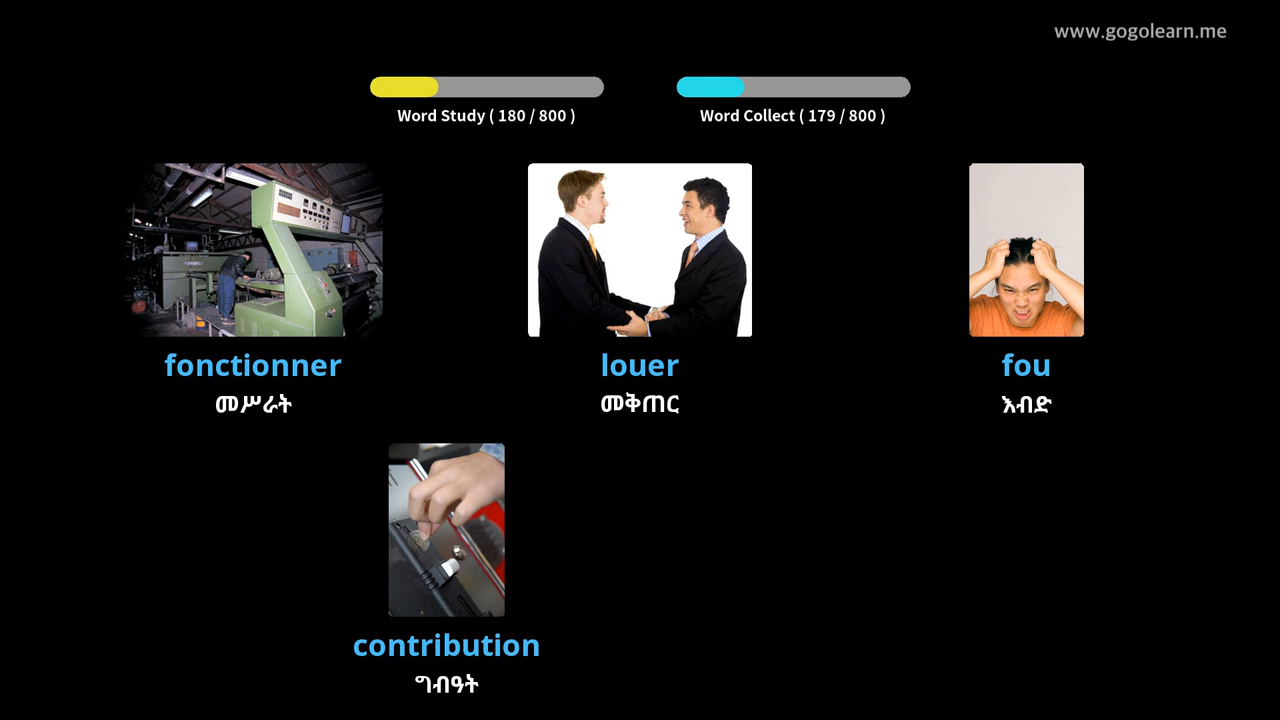 www.gogolearn.me
Word Study ( 180 / 800 )
Word Collect ( 179 / 800 )
fonctionner
መሥራት
louer
መቅጠር
fou
እብድ
contribution
ግብዓት